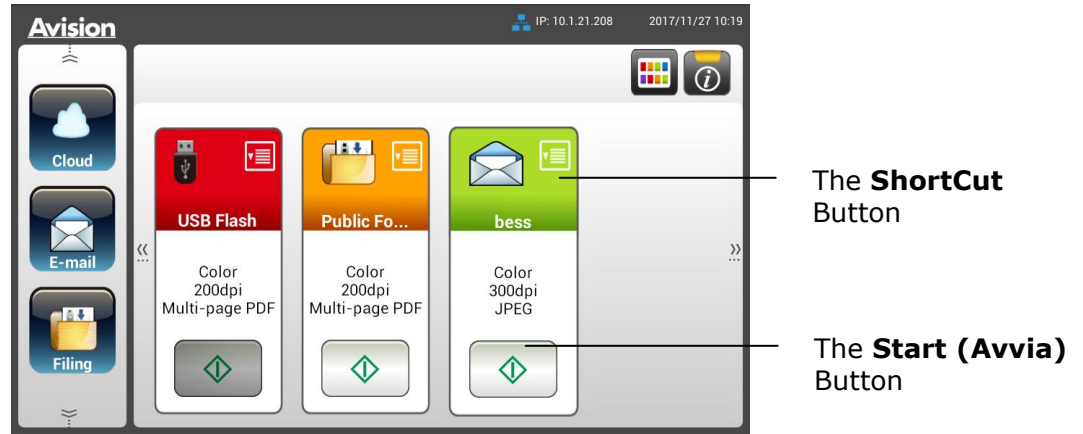 Avision
IP: 10.1.21.208
2017/11/27 10:19
Cloud
E-mail
Filing
USB Flash
Color
200dpi
Multi-page PDF
Public Fo...
Color
200dpi
Multi-page PDF
bess
Color
300dpi
JPEG
The ShortCut
Button
The Start (Avvia)
Button